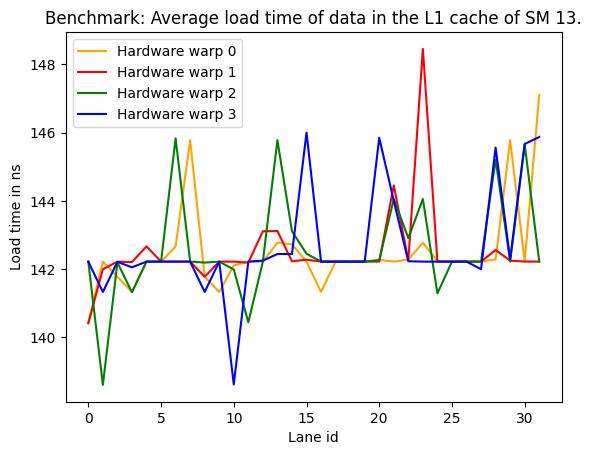 Benchmark: Average load time of data in the L1 cache of SM 13.
Hardware warp 0
Hardware warp 1
Hardware warp 2
Hardware warp 3
Load time in ns
148
146
144
142
140
0 5 10 15 20 25 30
Lane id